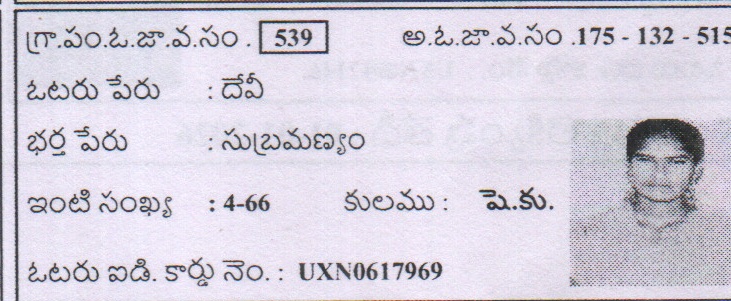 గ్రా.పం.ఓ.జా.వ.సం . 539 అ.ఓ.జా.వ.సం .175 - 132 - 515
ఓటరు పేరు : దేవీ
భర్త పేరు : సుబ్రమణ్యం
ఇంటి సంఖ్య : 4-66 కులము : షె.కు.
ఓటరు ఐడి. కార్డు నెం. : UXN0617969